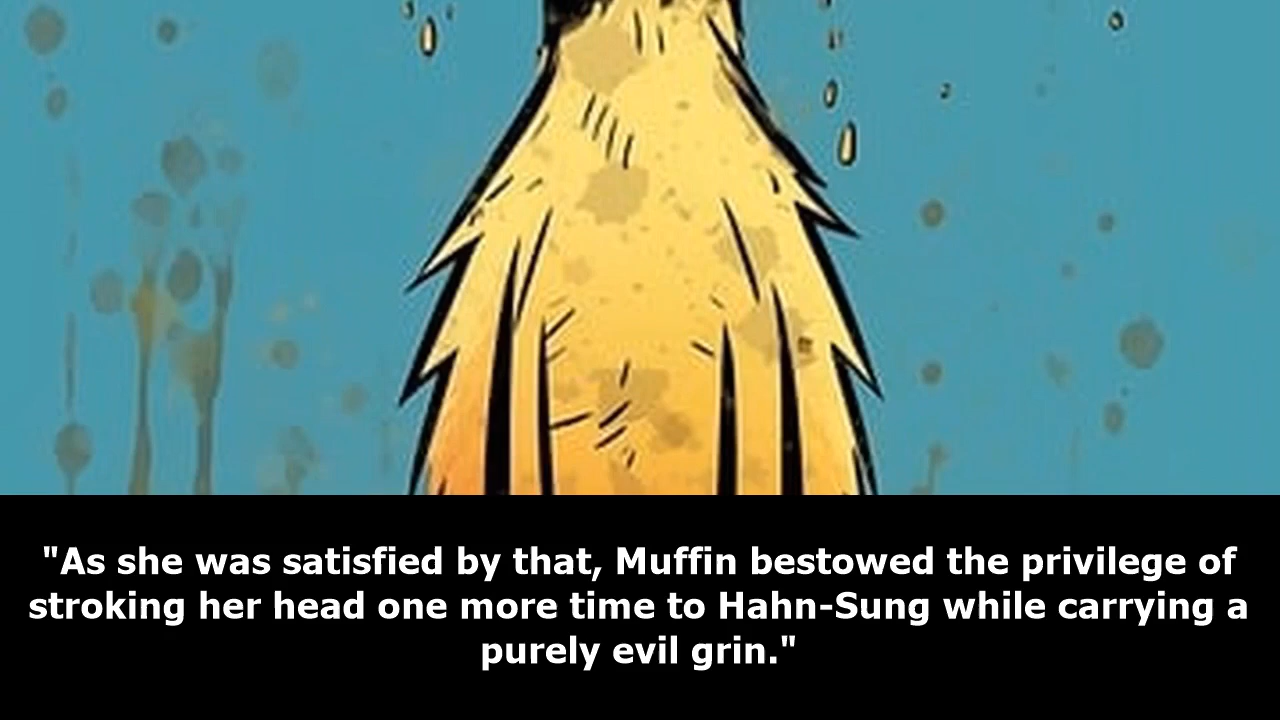 "As she was satisfied by that, Muffin bestowed the privilege of
stroking her head one more time to Hahn-Sung while carrying a
purely evil grin."